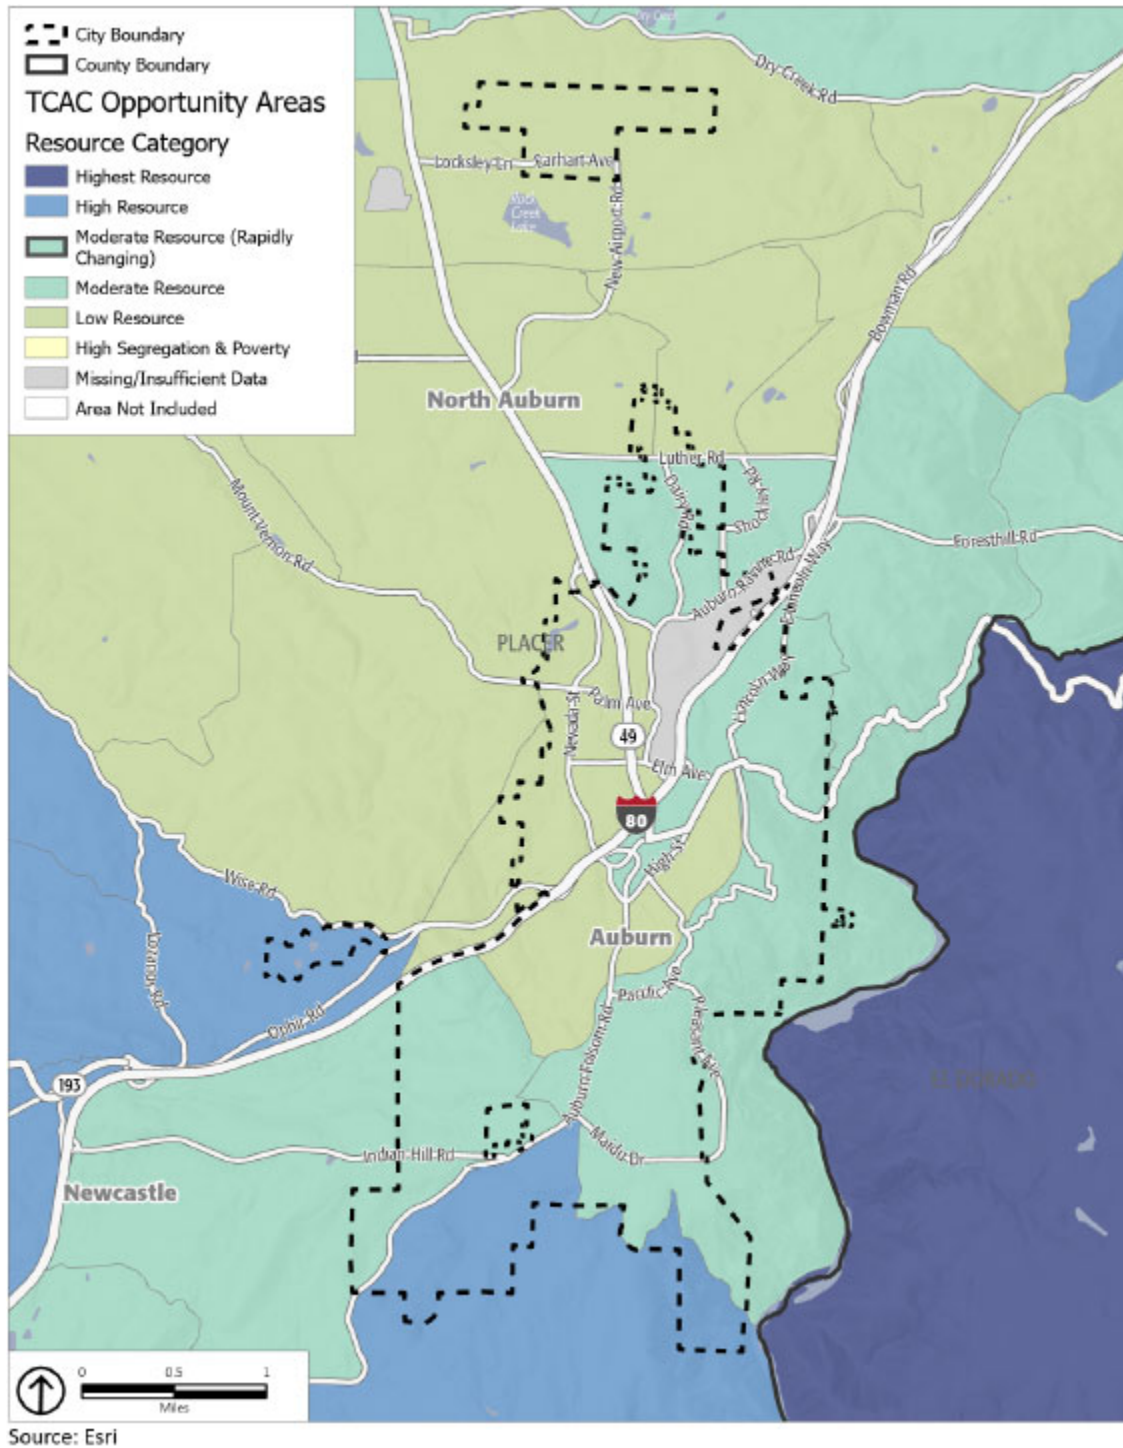 City Boundary
County Boundary
TCAC Opportunity Areas
Resource Category
Highest Resource
High Resource
Moderate Resource (Rapidly
Changing)
Moderate Resource
Low Resource
High Segregation & Poverty
Missing/Insufficient Data
Area Not Included
Dry Creek Rd
Locksley Ln
Earhart Ave
Rock
Creek
Lake
New Airport Rd
Bowman Rd
North Auburn
Luther Rd
Dairy Rd
Shockley Rd
Mount Vernon Rd
Foresthill Rd
Auburn Ravine Rd
Lincoln Way
PLACER
Lincoln Way
Palm Ave
Nevada St
49
Elm Ave
80
High St
Wise Rd
Auburn
Lozanos Rd
Pacific Ave
Pleasant Ave
Ophir Rd
Auburn Folsom Rd
EL DORADO
193
Maidu Dr
Indian Hill Rd
Newcastle
0 0.5 1
Miles
Source: Esri